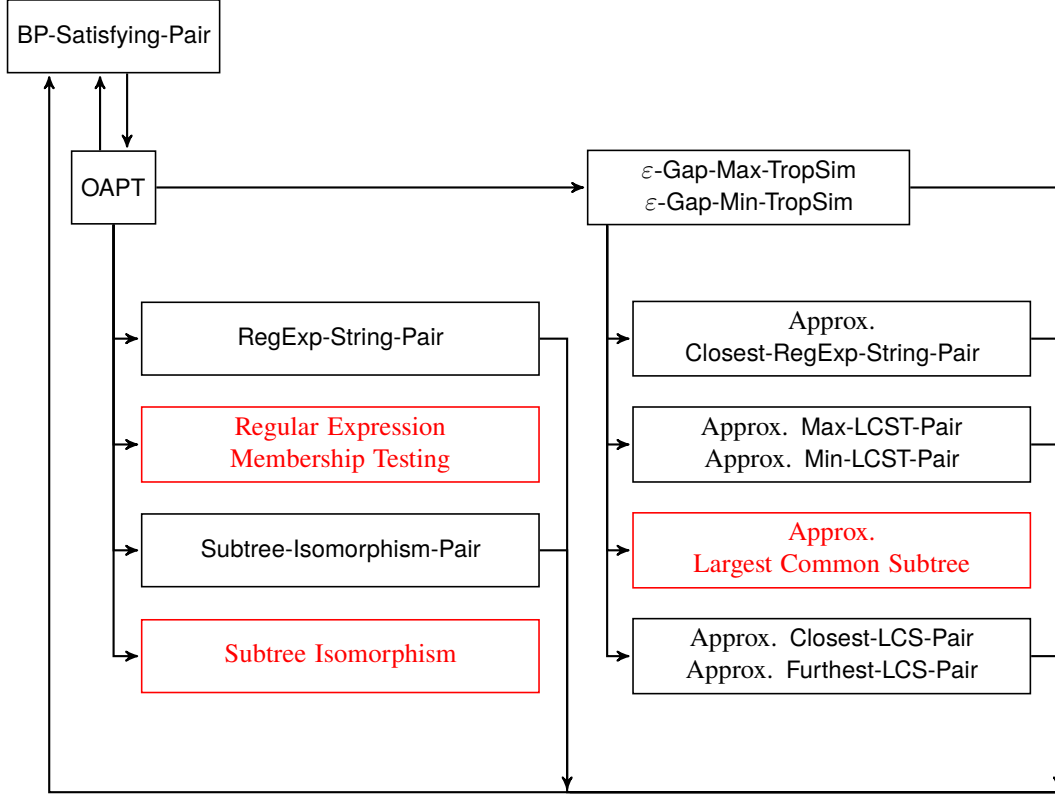 BP-Satisfying-Pair
OAPT
ε-Gap-Max-TropSim
ε-Gap-Min-TropSim
RegExp-String-Pair
Regular Expression
Membership Testing
Subtree-Isomorphism-Pair
Subtree Isomorphism
Approx.
Closest-RegExp-String-Pair
Approx. Max-LCST-Pair
Approx. Min-LCST-Pair
Approx.
Largest Common Subtree
Approx. Closest-LCS-Pair
Approx. Furthest-LCS-Pair